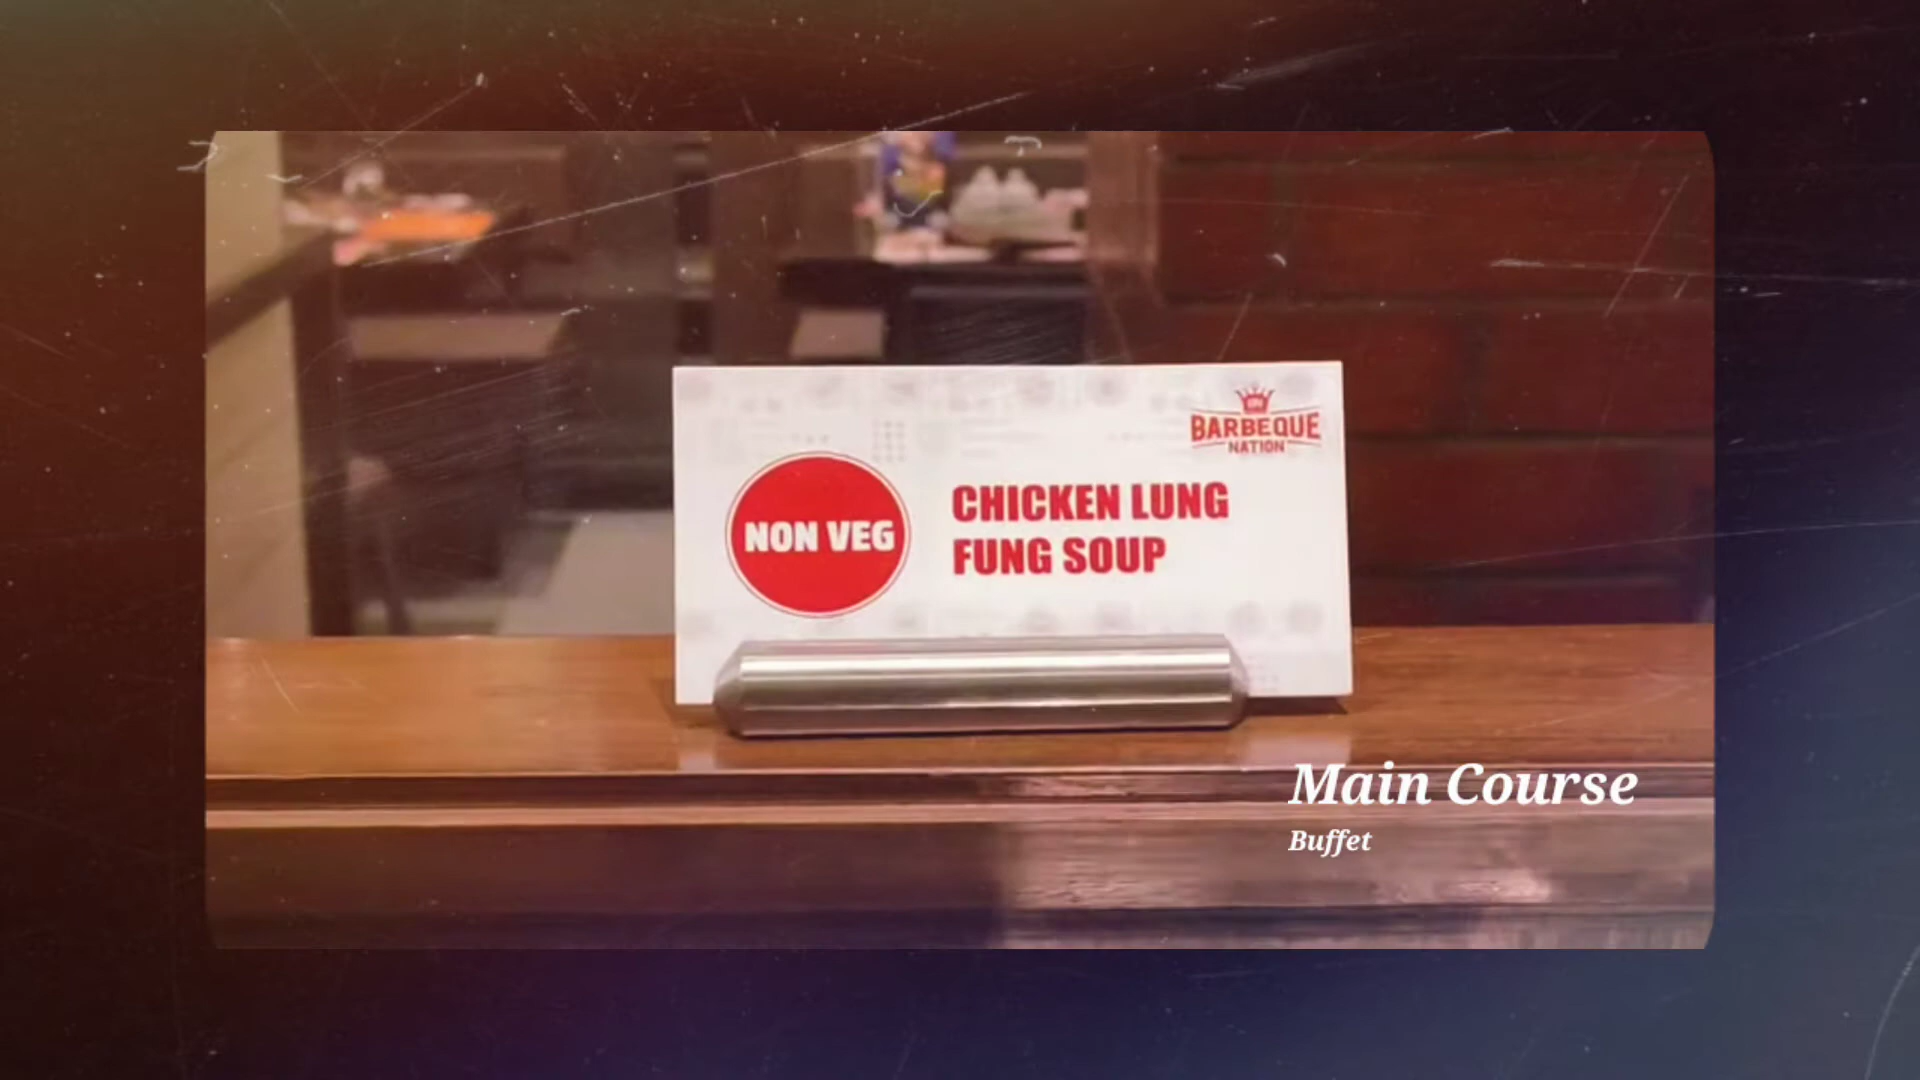 BARBEQUE
NATION
NON VEG
CHICKEN LUNG
FUNG SOUP
Main Course
Buffet